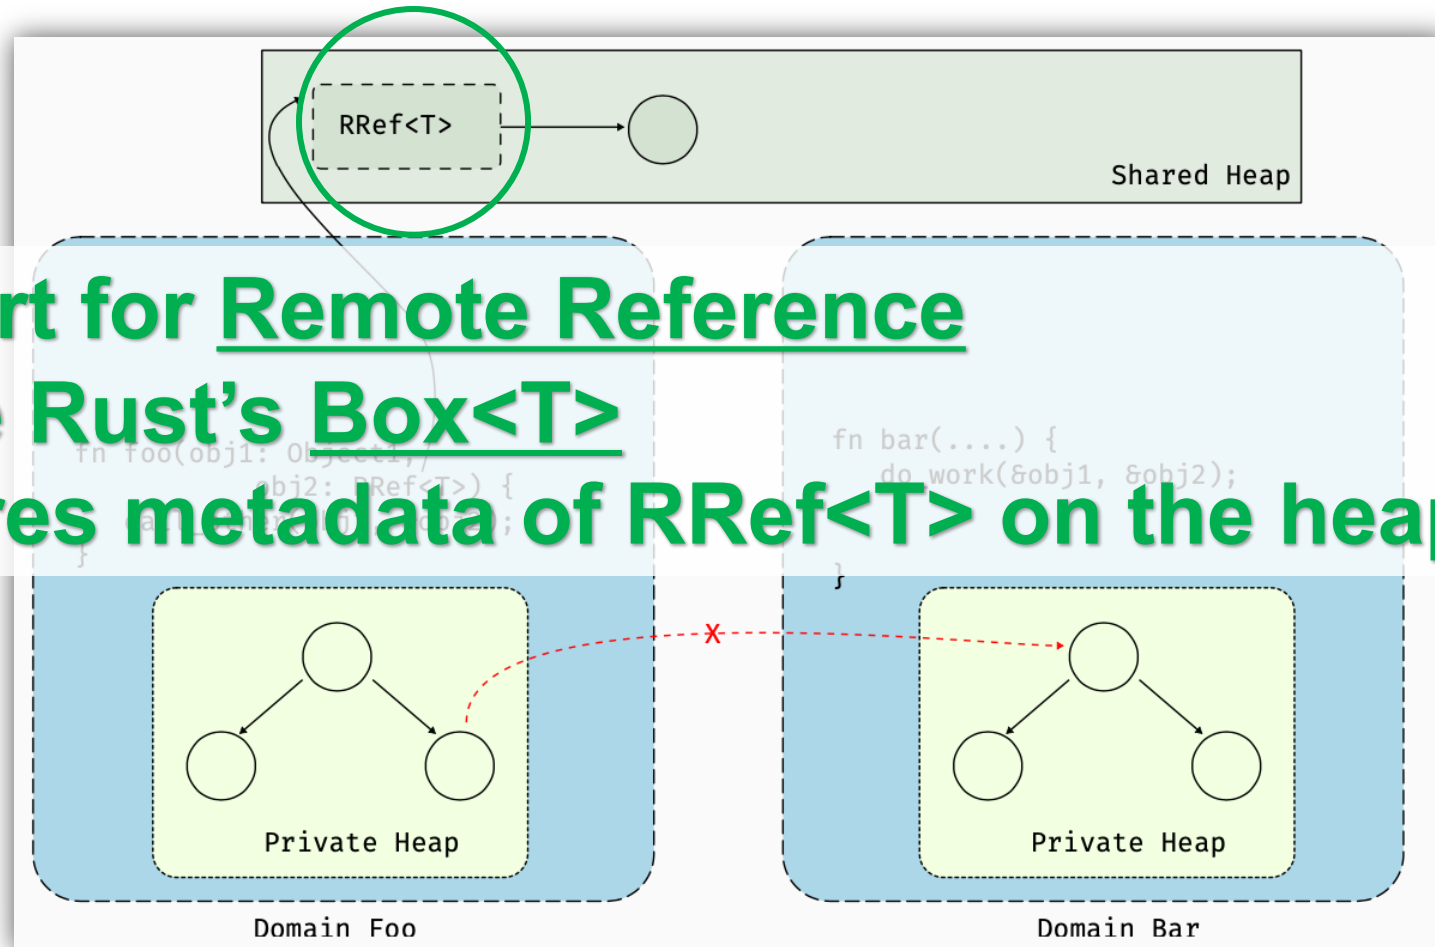 RRef<T>
Shared Heap
rt for Remote Reference
Rust’s Box<T>
fn foo(obj1: Object1,
obj2: RRef<T>) {
}
fn bar(....) {
do_work(&obj1, &obj2);
}
res metadata of RRef<T> on the heap
X
Private Heap
Private Heap
Domain Foo
Domain Bar